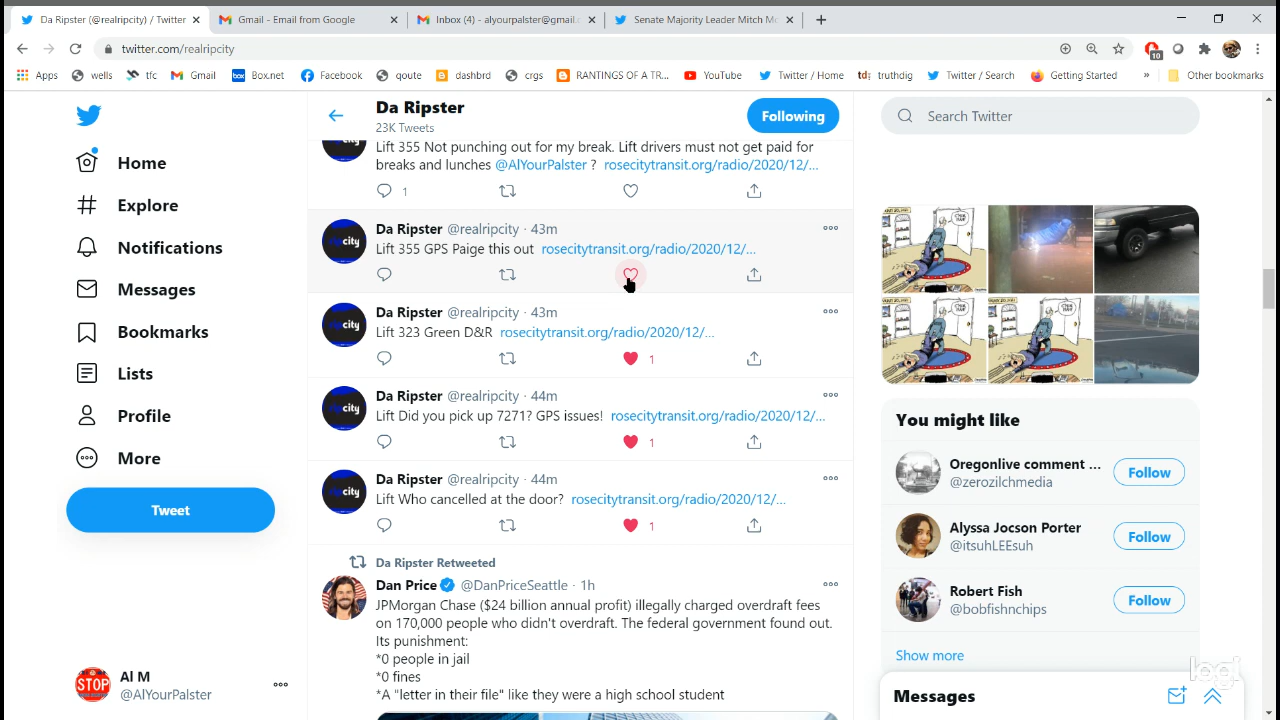 Da Ripster (@realripcity) / Twitter
Gmail - Email from Google
Inbox (4) - alyourpalster@gmail.
Senate Majority Leader Mitch Mc
twitter.com/realripcity
10
Apps
wells
tfc
Gmail
Box.net
Facebook
qoute
dashbrd
crgs
RANTINGS OF A TR...
YouTube
Twitter / Home
truthdig
Twitter / Search
Getting Started
»
Other bookmarks
Da Ripster
23K Tweets
Following
Search Twitter
Home
Explore
Notifications
Messages
Bookmarks
Lists
Profile
More
Tweet
Al M
@AlYourPalster
Lift 355 Not punching out for my break. Lift drivers must not get paid for
breaks and lunches @AlYourPalster ? rosecitytransit.org/radio/2020/12/...
1
Da Ripster @realripcity · 43m
Lift 355 GPS Paige this out rosecitytransit.org/radio/2020/12/...
Da Ripster @realripcity · 43m
Lift 323 Green D&R rosecitytransit.org/radio/2020/12/...
1
Da Ripster @realripcity · 44m
Lift Did you pick up 7271? GPS issues! rosecitytransit.org/radio/2020/12/...
1
Da Ripster @realripcity · 44m
Lift Who cancelled at the door? rosecitytransit.org/radio/2020/12/...
1
Da Ripster Retweeted
Dan Price @DanPriceSeattle · 1h
JPMorgan Chase ($24 billion annual profit) illegally charged overdraft fees
on 170,000 people who didn't overdraft. The federal government found out.
Its punishment:
*0 people in jail
*0 fines
*A "letter in their file" like they were a high school student
You might like
Oregonlive comment ...
@zerozilchmedia
Follow
Alyssa Jocson Porter
@itsuhLEEsuh
Follow
Robert Fish
@bobfishnchips
Follow
Show more
Messages
STOP